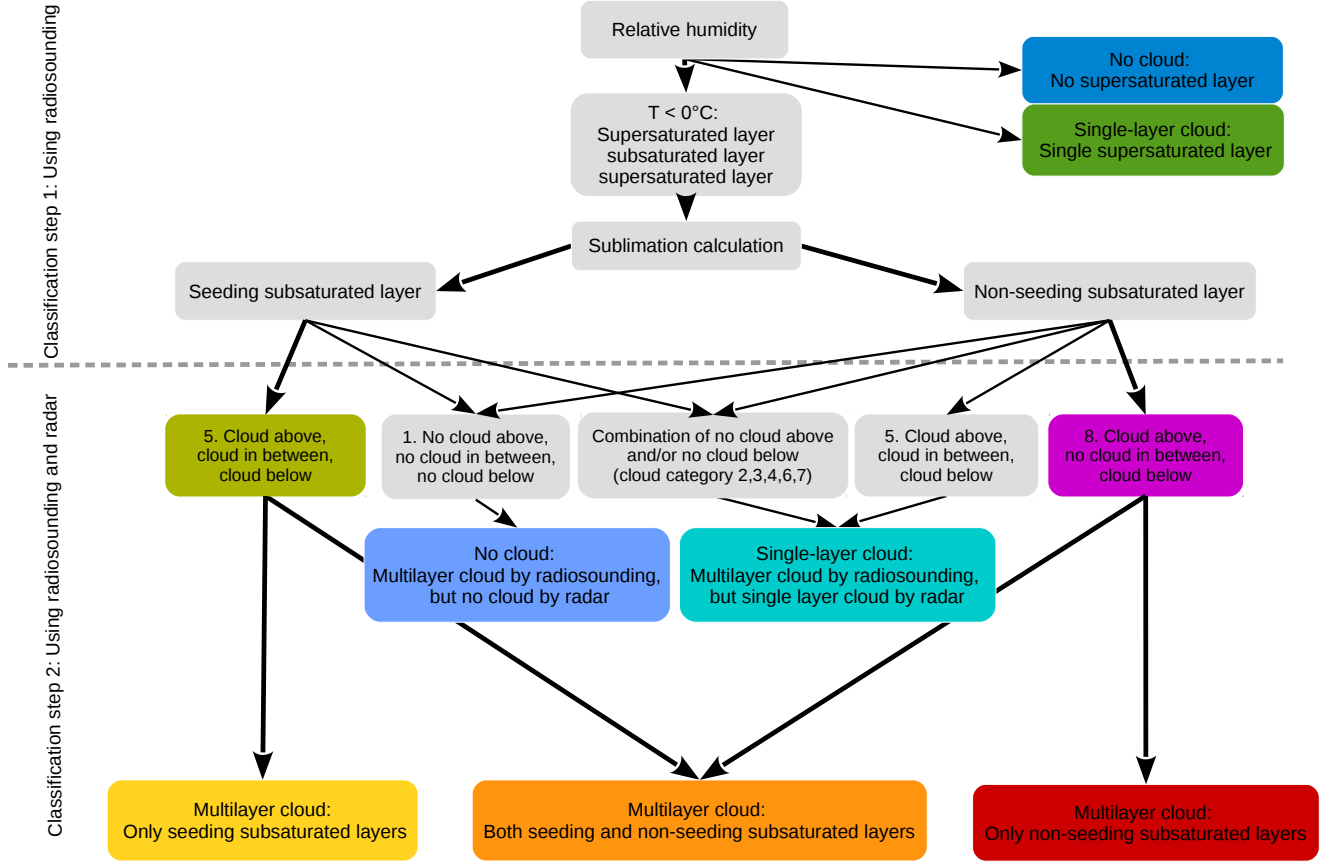 Classification step 1: Using radiosounding
Relative humidity
No cloud:
No supersaturated layer
Single-layer cloud:
Single supersaturated layer
T < 0°C:
Supersaturated layer
subsaturated layer
supersaturated layer
Sublimation calculation
Seeding subsaturated layer
Non-seeding subsaturated layer
Classification step 2: Using radiosounding and radar
5. Cloud above,
cloud in between,
cloud below
1. No cloud above,
no cloud in between,
no cloud below
Combination of no cloud above
and/or no cloud below
(cloud category 2,3,4,6,7)
5. Cloud above,
cloud in between,
cloud below
8. Cloud above,
no cloud in between,
cloud below
No cloud:
Multilayer cloud by radiosounding,
but no cloud by radar
Single-layer cloud:
Multilayer cloud by radiosounding,
but single layer cloud by radar
Multilayer cloud:
Only seeding subsaturated layers
Multilayer cloud:
Both seeding and non-seeding subsaturated layers
Multilayer cloud:
Only non-seeding subsaturated layers